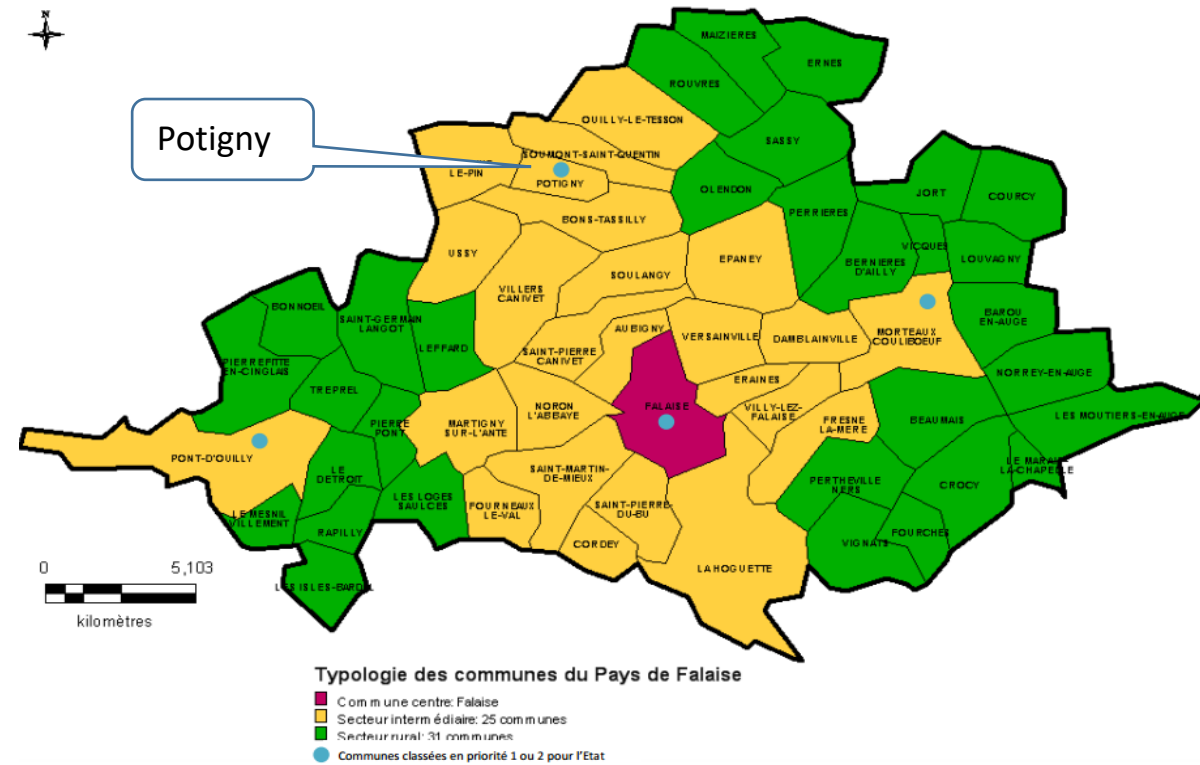 N
MAIZIERES
ERNES
ROUVRES
OUILLY-LE-TESSON
Potigny
SASSY
SOUMONT-SAINT-QUENTIN
LE-PIN
POTIGNY
OLENDON
JORT
COURCY
PERRIERES
BONS-TASSILLY
VICQUES
USSY
EPANEY
BERNIERES
D'AILLY
LOUVAGNY
SOULANGY
VILLERS
CANIVET
BONNOEIL
SAINT-GERMAIN
LANGOT
BAROU
EN-AUGE
AUBIGNY
VERSAINVILLE
DAMBLAINVILLE
MORTEAUX
COULIBOEUF
LEFFARD
SAINT-PIERRE
CANIVET
PIERREFITTE
EN-CINGLAIS
NORREY-EN-AUGE
TREPREL
ERAINES
NORON
L'ABBAYE
FALAISE
VILLY-LEZ-
FALAISE
BEAUMAIS
LES MOUTIERS-EN-AUGE
PIERRE
PONT
MARTIGNY
SUR-L'ANTE
FRESNE
LA-MERE
PONT-D'OUILLY
LE
DETROIT
SAINT-MARTIN-
DE-MIEUX
PERTHEVILLE
NERS
LE MARAIS-
LA-CHAPELLE
CROCY
LES LOGES
SAULCES
FOURNEAUX
LE-VAL
SAINT-PIERRE-
DU-BU
LE MESNIL
VILLEMENT
RAPILLY
CORDEY
VIGNATS
FOURCHES
LA HOGUETTE
LES ISLES-BARDEL
0 5,103
kilomètres
Typologie des communes du Pays de Falaise
Commune centre: Falaise
Secteur intermédiaire: 25 communes
Secteur rural: 31 communes
Communes classées en priorité 1 ou 2 pour l'Etat